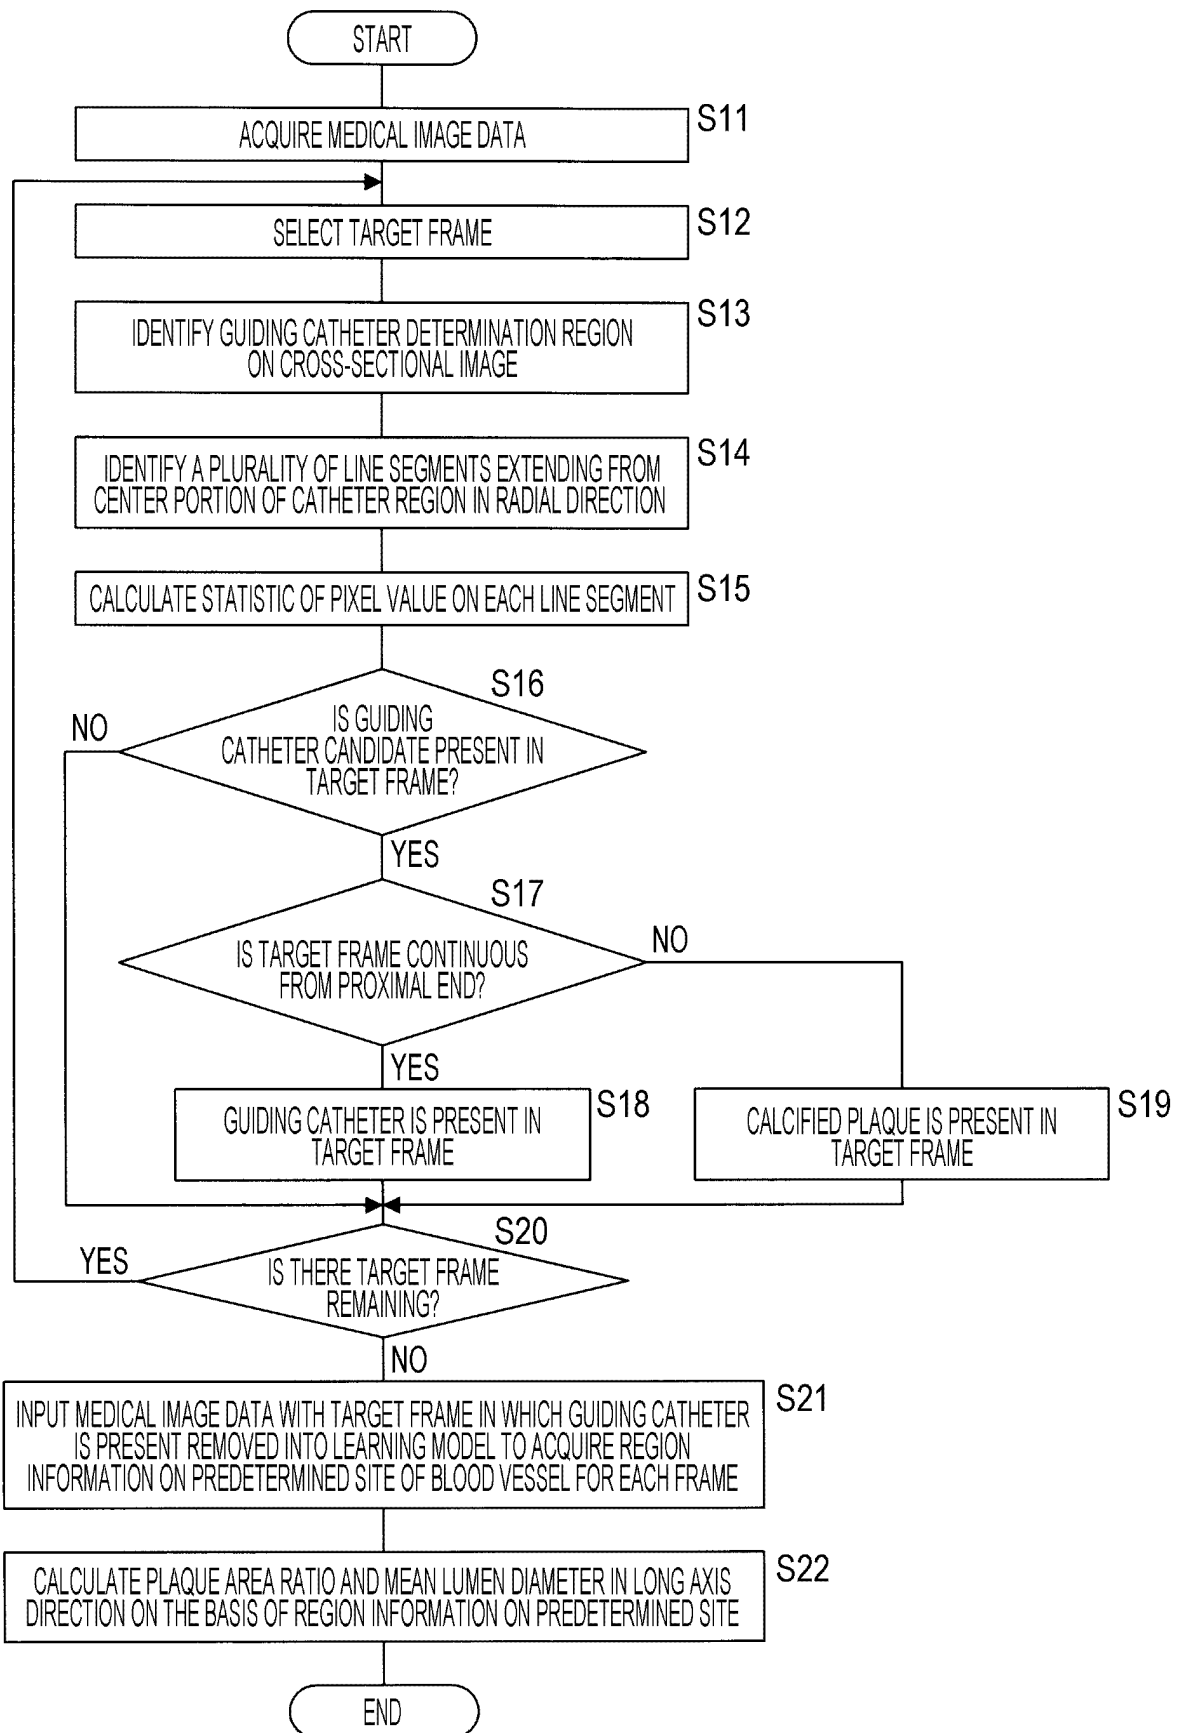 START
S11
ACQUIRE MEDICAL IMAGE DATA
S12
SELECT TARGET FRAME
S13
IDENTIFY GUIDING CATHETER DETERMINATION REGION
ON CROSS-SECTIONAL IMAGE
S14
IDENTIFY A PLURALITY OF LINE SEGMENTS EXTENDING FROM
CENTER PORTION OF CATHETER REGION IN RADIAL DIRECTION
S15
CALCULATE STATISTIC OF PIXEL VALUE ON EACH LINE SEGMENT
S16
NO
IS GUIDING
CATHETER CANDIDATE PRESENT IN
TARGET FRAME?
YES
S17
NO
IS TARGET FRAME CONTINUOUS
FROM PROXIMAL END?
YES
S18
GUIDING CATHETER IS PRESENT IN
TARGET FRAME
S19
CALCIFIED PLAQUE IS PRESENT IN
TARGET FRAME
S20
YES
IS THERE TARGET FRAME
REMAINING?
NO
S21
INPUT MEDICAL IMAGE DATA WITH TARGET FRAME IN WHICH GUIDING CATHETER
IS PRESENT REMOVED INTO LEARNING MODEL TO ACQUIRE REGION
INFORMATION ON PREDETERMINED SITE OF BLOOD VESSEL FOR EACH FRAME
S22
CALCULATE PLAQUE AREA RATIO AND MEAN LUMEN DIAMETER IN LONG AXIS
DIRECTION ON THE BASIS OF REGION INFORMATION ON PREDETERMINED SITE
END